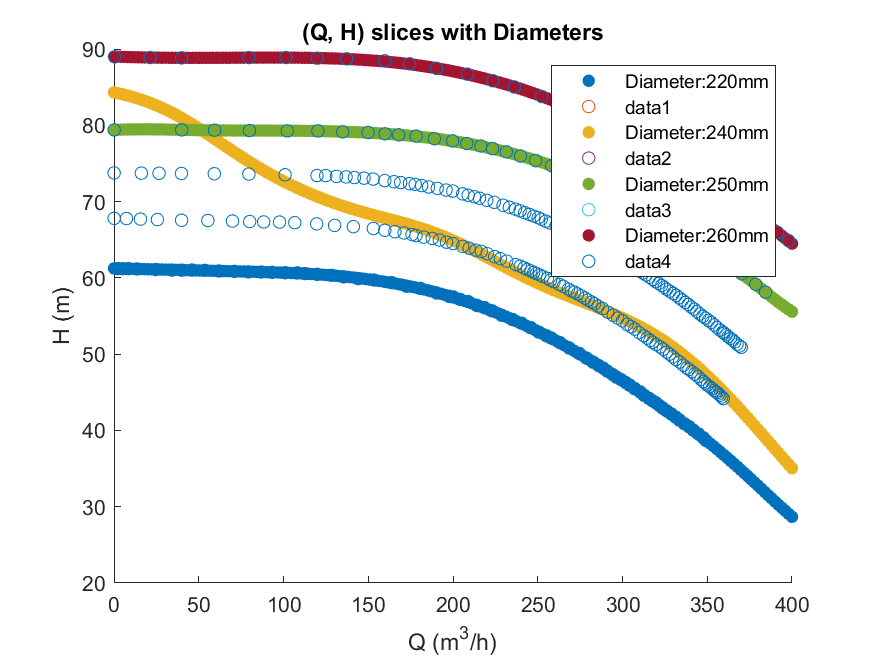 (Q, H) slices with Diameters
90
80
70
60
50
40
30
20
H (m)
Diameter:220mm
data1
Diameter:240mm
data2
Diameter:250mm
data3
Diameter:260mm
data4
0 50 100 150 200 250 300 350 400
Q (m³/h)